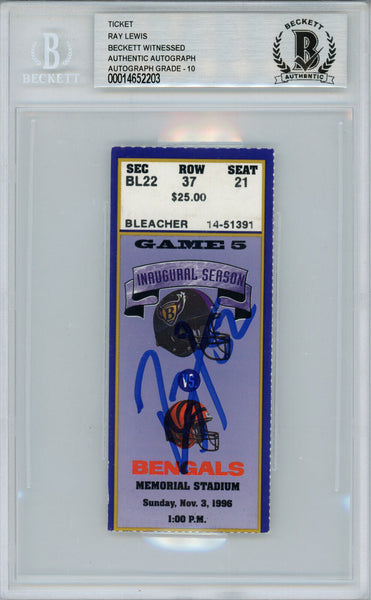 BECKETT
TICKET
RAY LEWIS
BECKETT WITNESSED
AUTHENTIC AUTOGRAPH
AUTOGRAPH GRADE - 10
00014652203
BECKETT
AUTHENTIC
SEC ROW SEAT
BL22 37 21
$25.00
BLEACHER 14-51391
GAME 5
INAUGURAL SEASON
B
VS
BENGALS
MEMORIAL STADIUM
Sunday, Nov. 3, 1996
1:00 P.M.